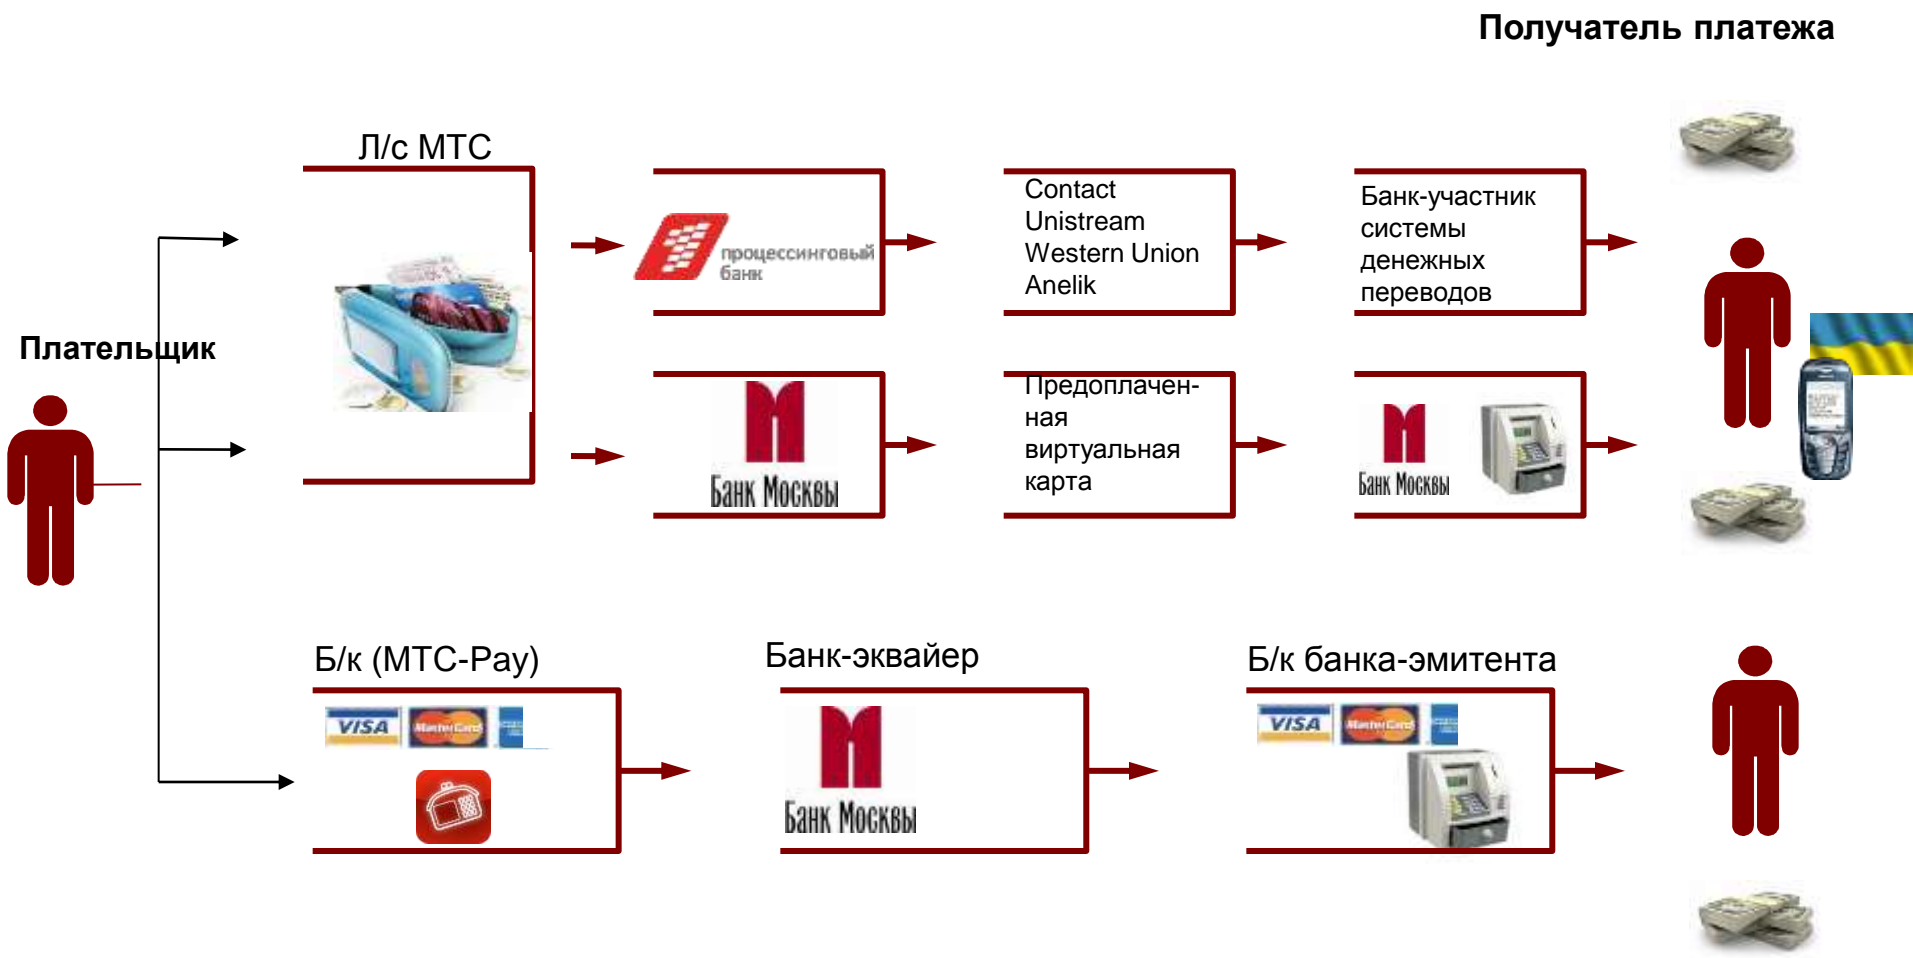 Получатель платежа
Л/с МТС
процессинговый
банк
Contact
Unistream
Western Union
Anelik
Банк-участник
системы
денежных
переводов
Плательщик
Банк Москвы
Предоплачен-
ная
виртуальная
карта
Банк Москвы
Б/к (МТС-Pay)
VISA
MasterCard
Банк-эквайер
Банк Москвы
Б/к банка-эмитента
VISA
MasterCard